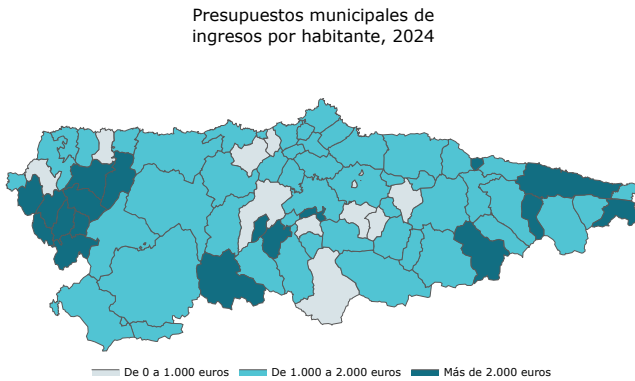 Presupuestos municipales de
ingresos por habitante, 2024
De 0 a 1.000 euros De 1.000 a 2.000 euros Más de 2.000 euros